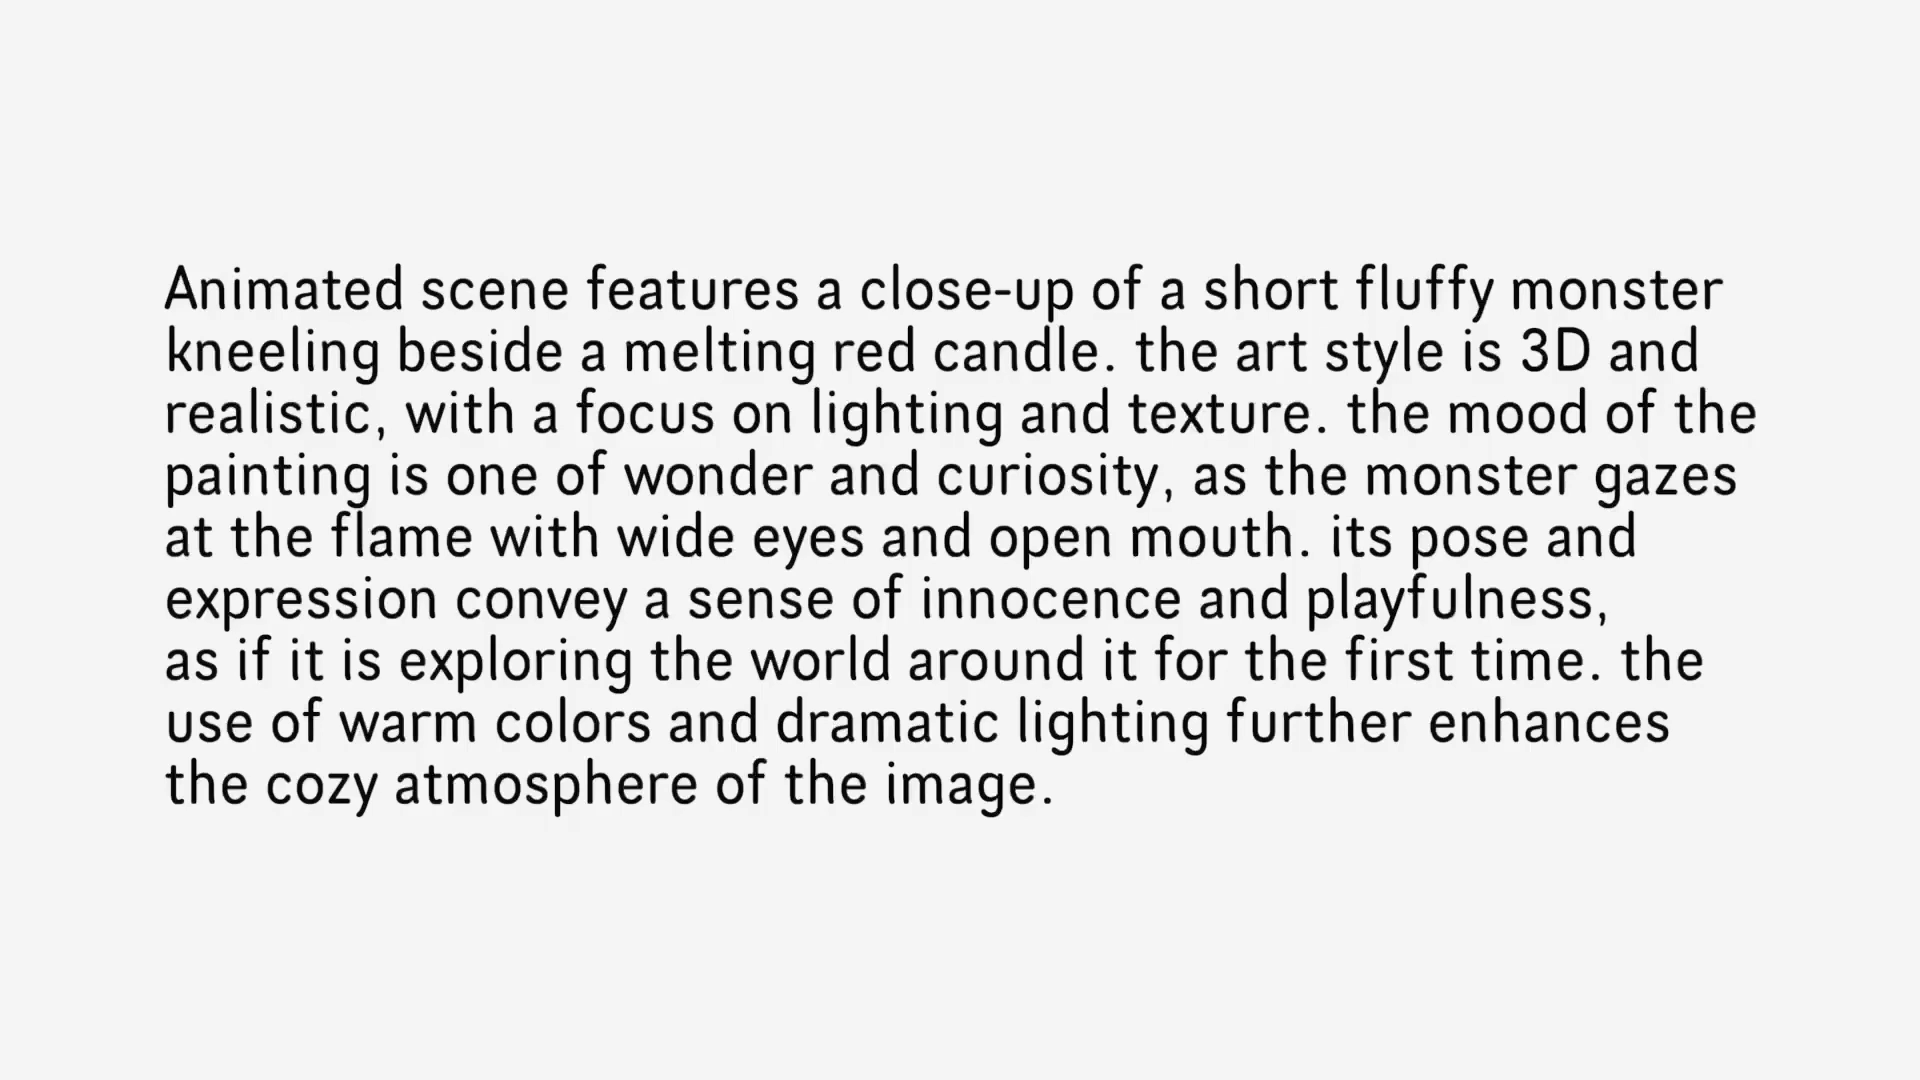 Animated scene features a close-up of a short fluffy monster
kneeling beside a melting red candle. the art style is 3D and
realistic, with a focus on lighting and texture. the mood of the
painting is one of wonder and curiosity, as the monster gazes
at the flame with wide eyes and open mouth. its pose and
expression convey a sense of innocence and playfulness,
as if it is exploring the world around it for the first time. the
use of warm colors and dramatic lighting further enhances
the cozy atmosphere of the image.